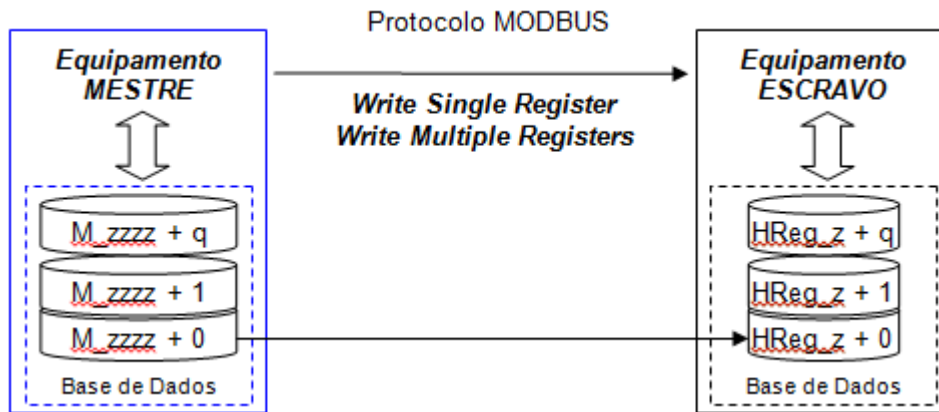 Protocolo MODBUS
Equipamento
MESTRE
Write Single Register
Write Multiple Registers
Equipamento
ESCRAVO
M_zzzz + q
M_zzzz + 1
M_zzzz + 0
Base de Dados
HReg_z + q
HReg_z + 1
HReg_z + 0
Base de Dados